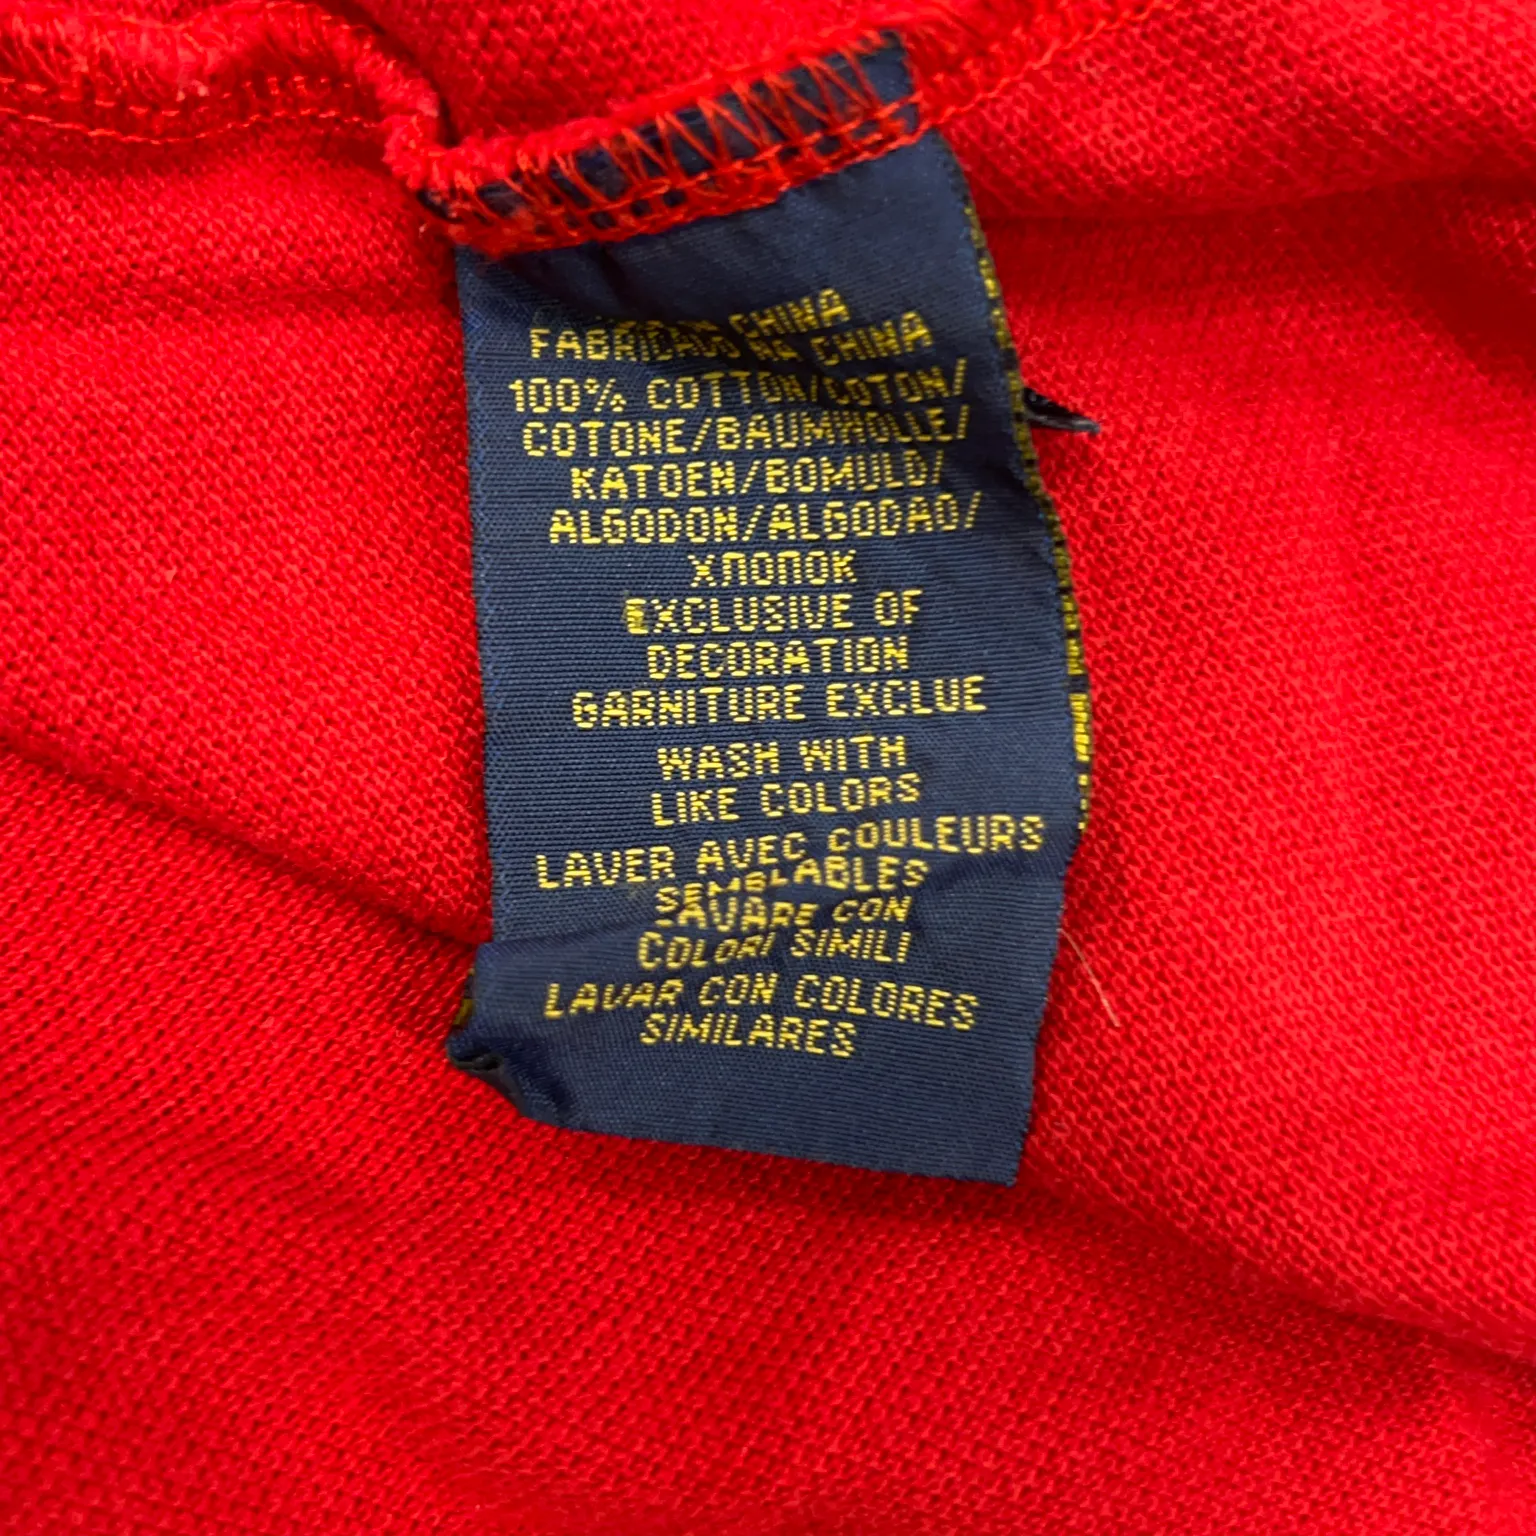 CHINA
FABRICADO NA CHINA
100% COTTON/COTON/
COTONE/BAUMWOLLE/
KATOEN/BOMULD/
ALGODON/ALGODAO/
ХЛОПОК
EXCLUSIVE OF
DECORATION
GARNITURE EXCLUE
WASH WITH
LIKE COLORS
LAVER AVEC COULEURS
SEMBLABLES
LAVARE CON
COLORI SIMILI
LAVAR CON COLORES
SIMILARES